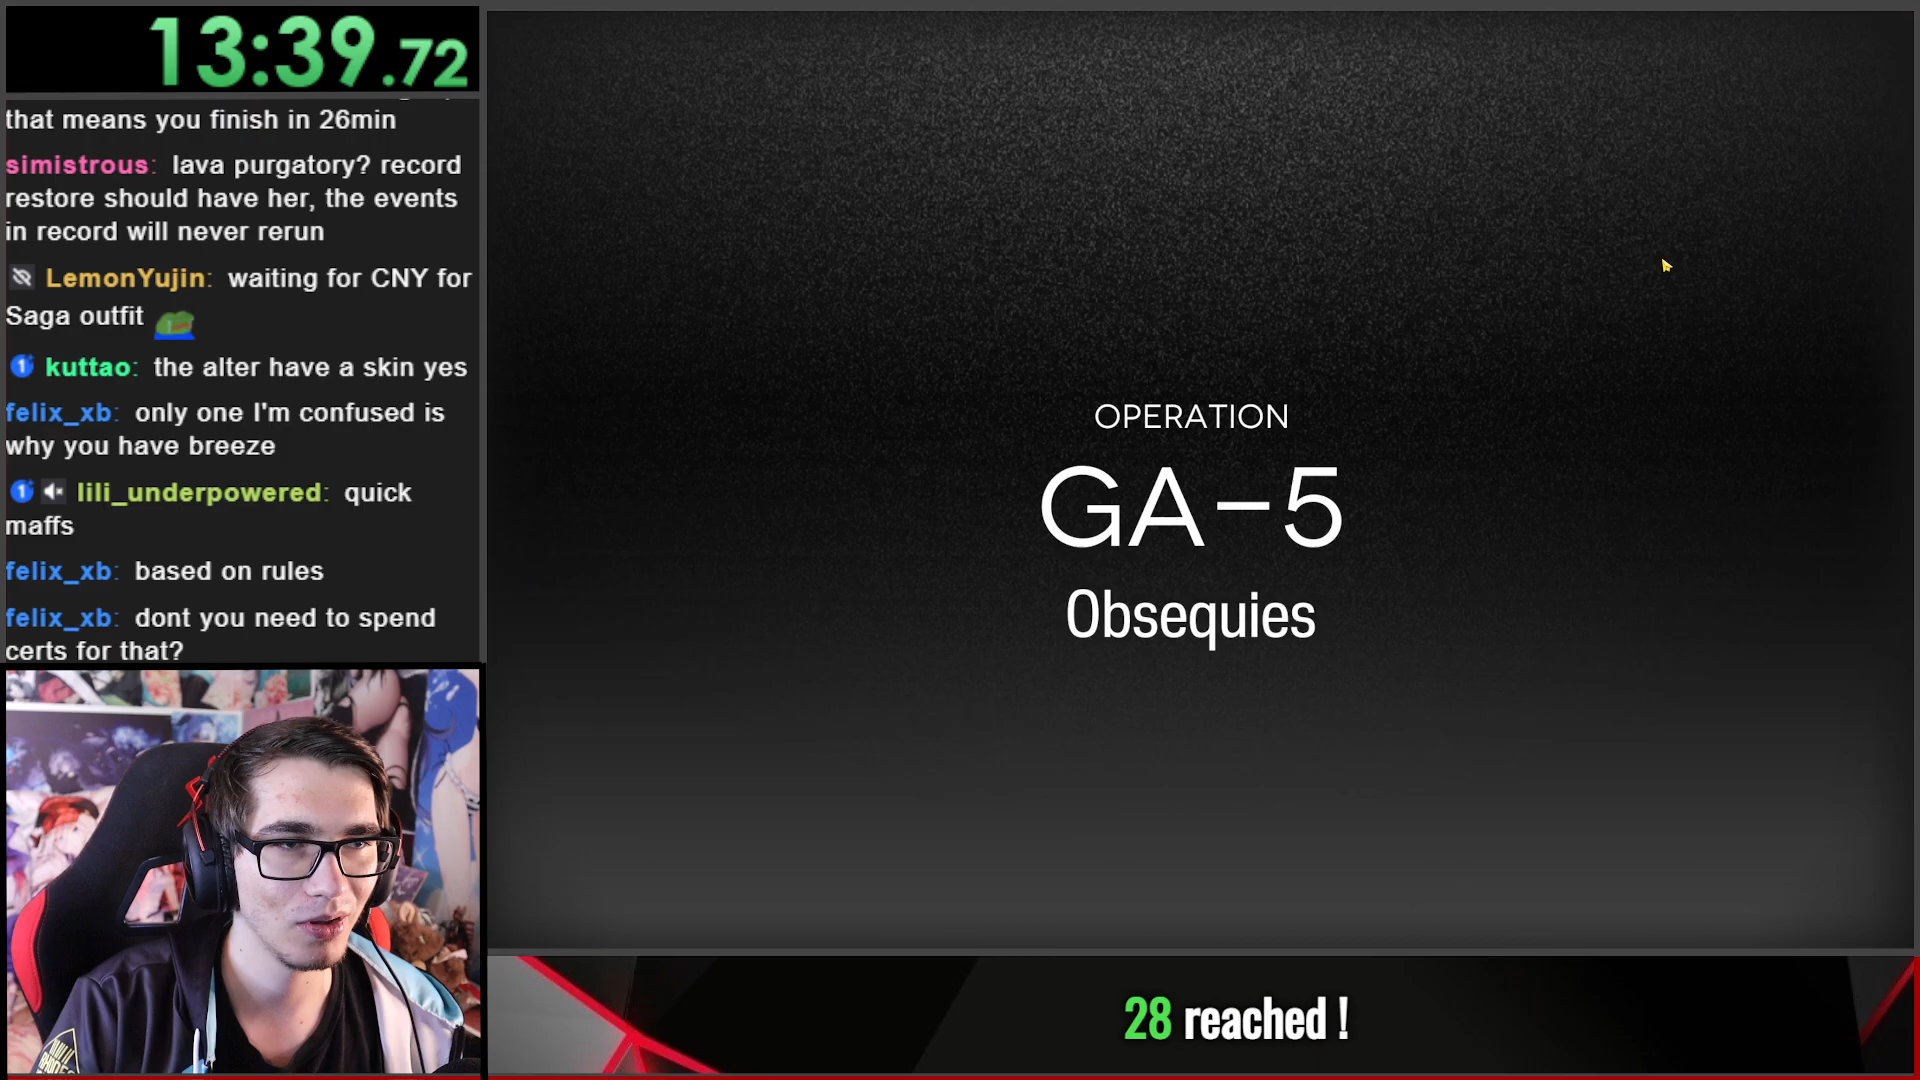 13:39.72
that means you finish in 26min
simistrous: lava purgatory? record
restore should have her, the events
in record will never rerun
LemonYujin: waiting for CNY for
Saga outfit
kuttao: the alter have a skin yes
felix_xb: only one I'm confused is
why you have breeze
lili_underpowered: quick
maffs
felix_xb: based on rules
felix_xb: dont you need to spend
certs for that?
OPERATION
GA-5
Obsequies
28 reached !